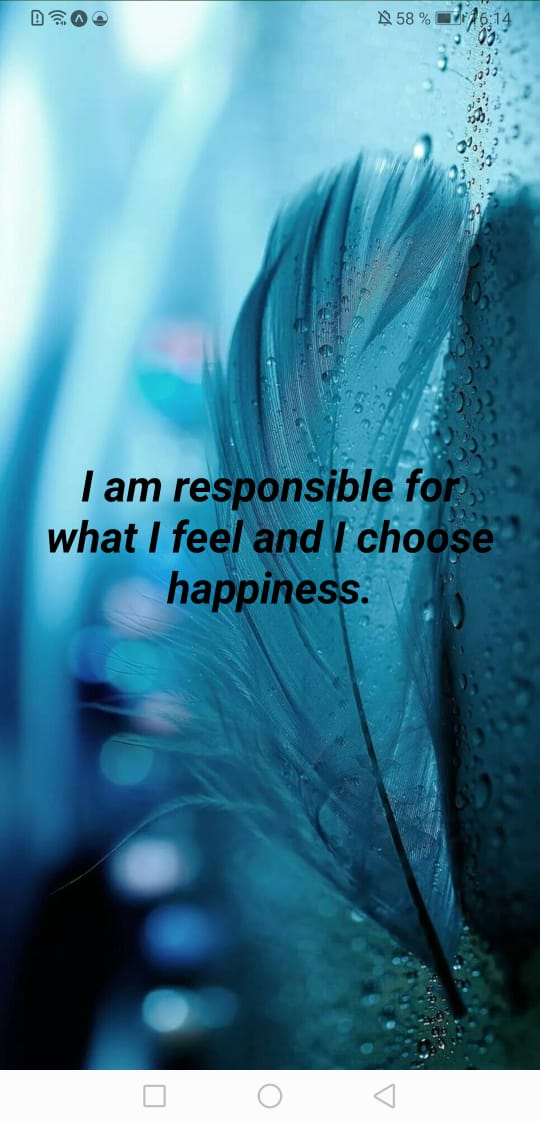 58 % 16:14
I am responsible for
what I feel and I choose
happiness.